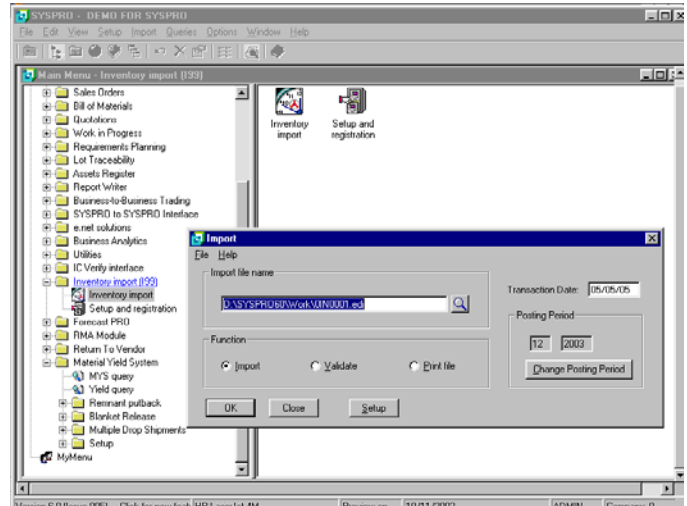 SYSPRO - DEMO FOR SYSPRO
File Edit View Setup Import Queries Options Window Help
Main Menu - Inventory import (I99)
Sales Orders
Bill of Materials
Quotations
Work in Progress
Requirements Planning
Lot Traceability
Assets Register
Report Writer
Business-to-Business Trading
SYSPRO to SYSPRO Interface
e.net solutions
Business Analytics
Utilities
IC Verify interface
Inventory import (I99)
Inventory import
Setup and registration
Forecast PRO
RMA Module
Return To Vendor
Material Yield System
MYS query
Yield query
Remnant putback
Blanket Release
Multiple Drop Shipments
Setup
MyMenu
Inventory import
Setup and registration
Import
File Help
Import file name
D:\SYSPRO60\Work\0IN0001.edi
Transaction Date: 05/05/05
Posting Period
12 2003
Change Posting Period
Function
Import Validate Print file
OK Close Setup